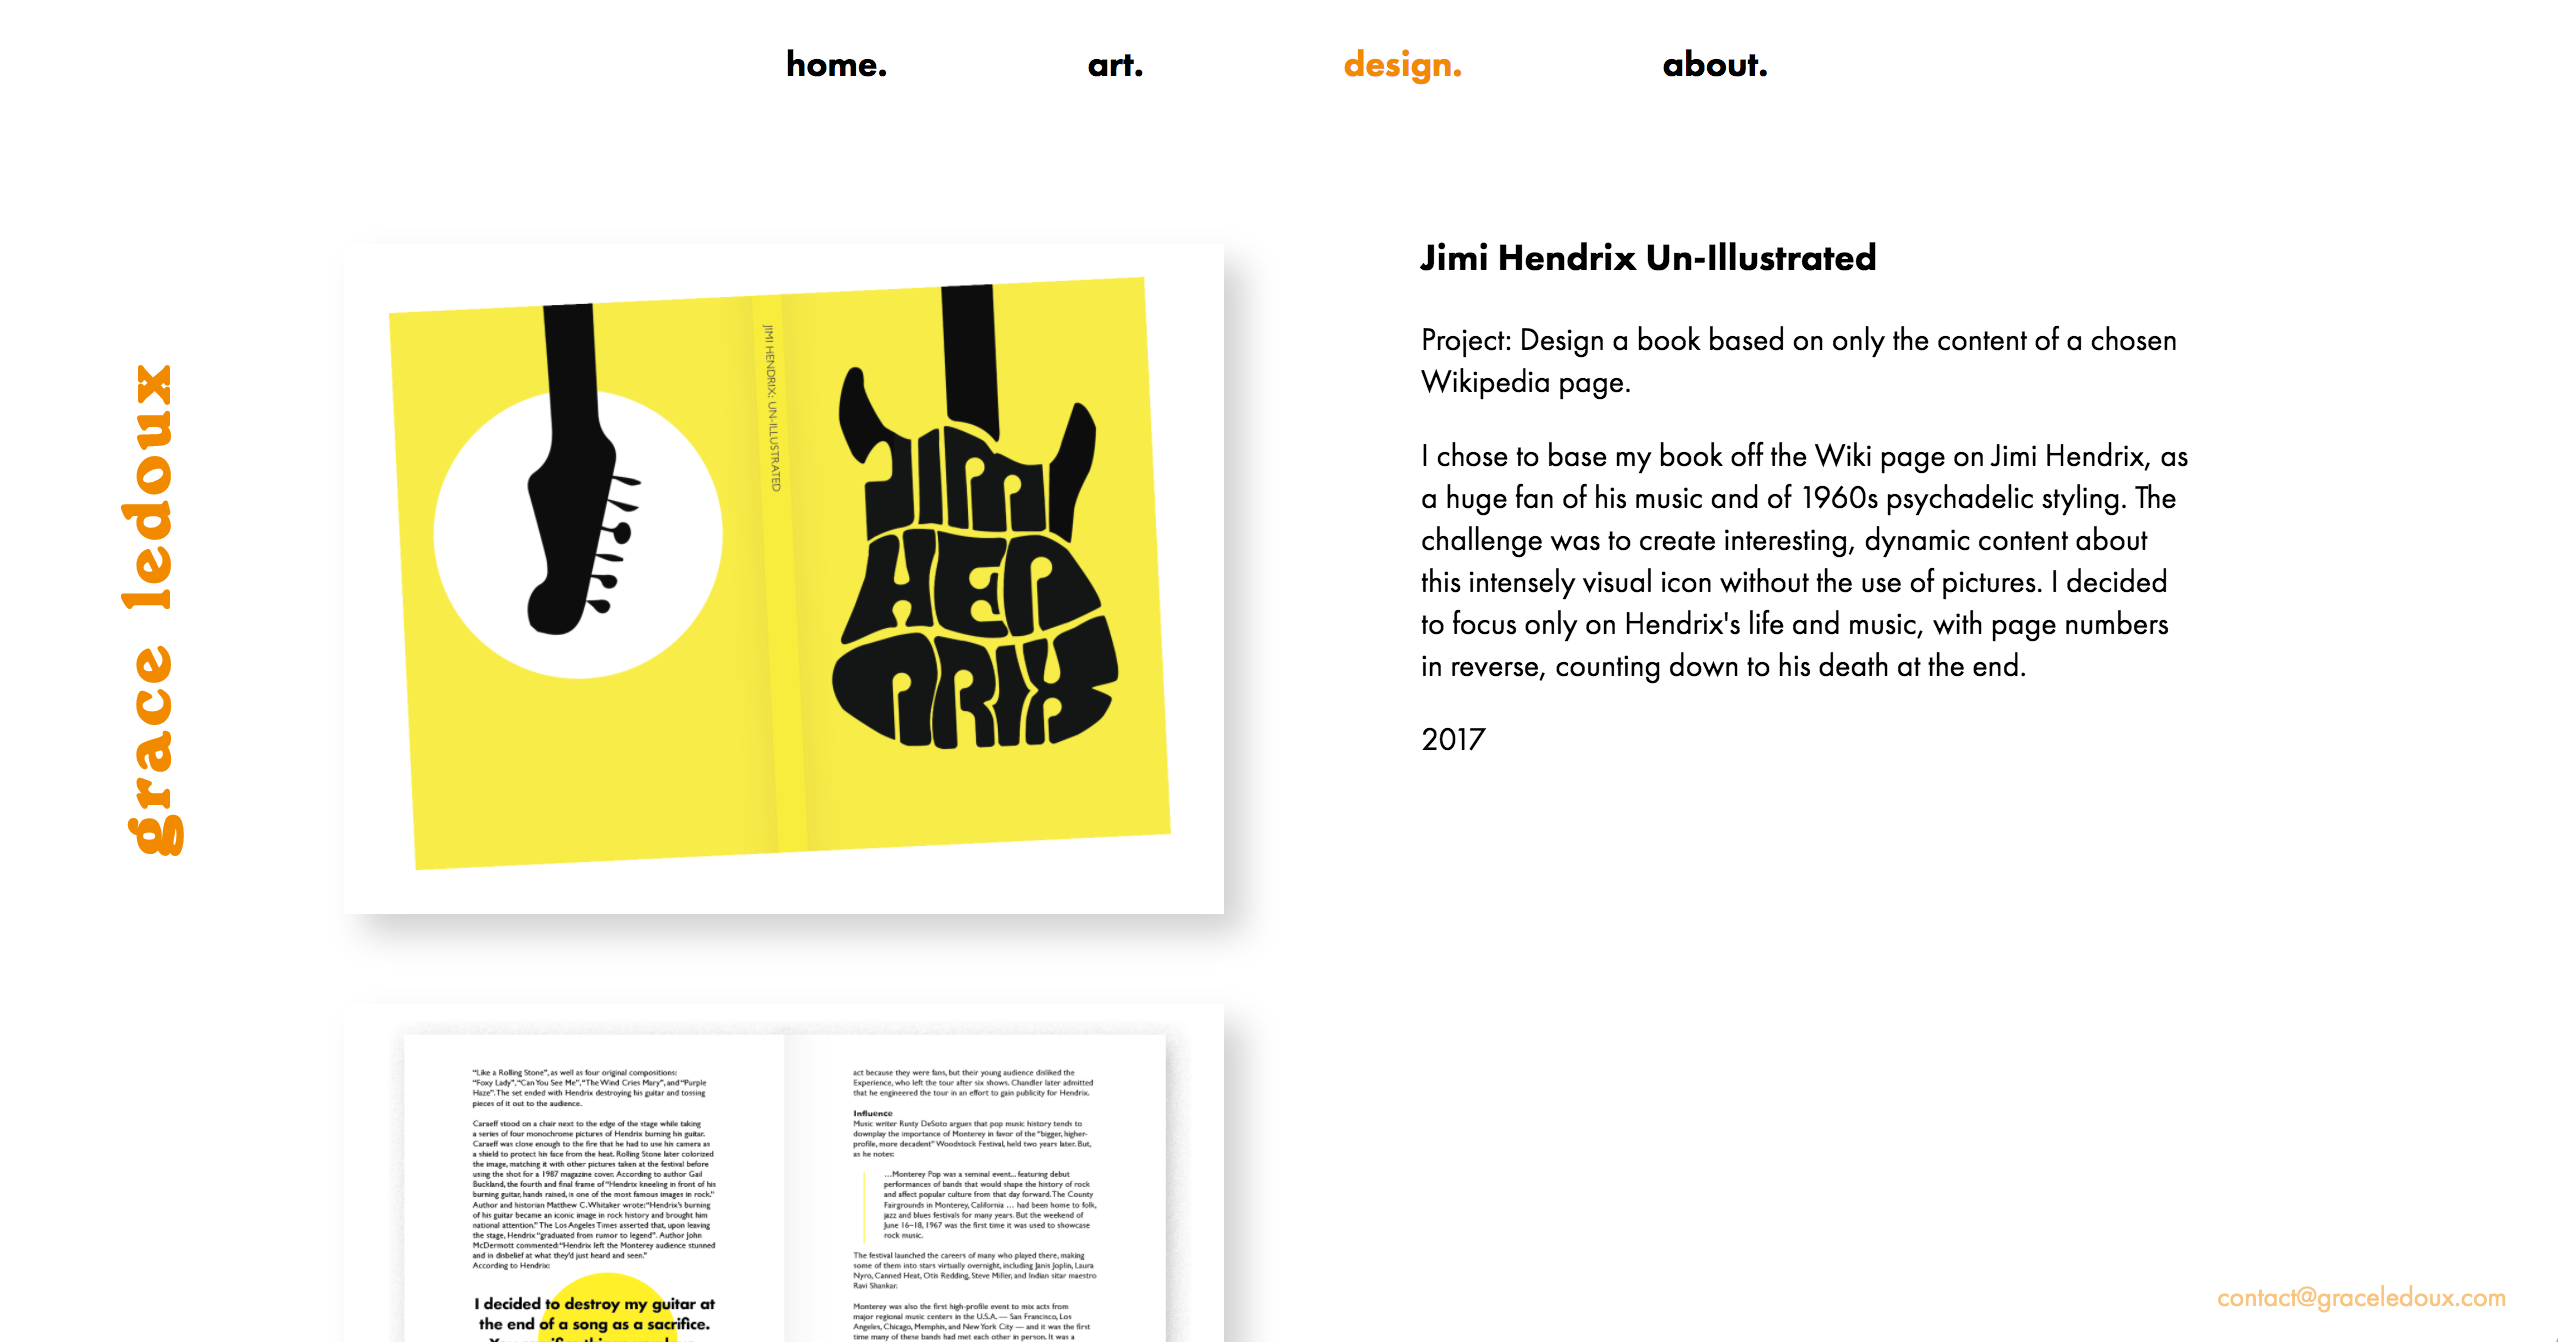 home.
art.
design.
about.
grace ledoux
JIMI HENDRIX: UN-ILLUSTRATED
JIMI
HEN
DRIX
Jimi Hendrix Un-Illustrated
Project: Design a book based on only the content of a chosen
Wikipedia page.
I chose to base my book off the Wiki page on Jimi Hendrix, as
a huge fan of his music and of 1960s psychadelic styling. The
challenge was to create interesting, dynamic content about
this intensely visual icon without the use of pictures. I decided
to focus only on Hendrix's life and music, with page numbers
in reverse, counting down to his death at the end.
2017
"Like a Rolling Stone", as well as four original compositions:
"Foxy Lady", "Can You See Me", "The Wind Cries Mary", and "Purple
Haze". The set ended with Hendrix destroying his guitar and tossing
pieces of it out to the audience.
Caraeff stood on a chair next to the edge of the stage while taking
a series of four monochrome pictures of Hendrix burning his guitar.
Caraeff was close enough to the fire that he had to use his camera as
a shield to protect his face from the heat. Rolling Stone later colorized
the image, matching it with other pictures taken at the festival before
using the shot for a 1987 magazine cover. According to author Gail
Buckland, the fourth and final frame of "Hendrix kneeling in front of his
burning guitar, hands raised, is one of the most famous images in rock."
Author and historian Matthew C. Whitaker wrote: "Hendrix's burning
of his guitar became an iconic image in rock history and brought him
national attention." The Los Angeles Times asserted that, upon leaving
the stage, Hendrix "graduated from rumor to legend". Author John
McDermott commented: "Hendrix left the Monterey audience stunned
and in disbelief at what they'd just heard and seen."
According to Hendrix:
I decided to destroy my guitar at
the end of a song as a sacrifice.
act because they were fans, but their young audience disliked the
Experience, who left the tour after six shows. Chandler later admitted
that he engineered the tour in an effort to gain publicity for Hendrix.
Influence
Music writer Rusty DeSoto argues that pop music history tends to
downplay the importance of Monterey in favor of the "bigger, higher-
profile, more decadent" Woodstock Festival, held two years later. But,
as he notes:
...Monterey Pop was a seminal event... featuring debut
performances of bands that would shape the history of rock
and affect popular culture from that day forward. The County
Fairgrounds in Monterey, California ... had been home to folk,
jazz and blues festivals for many years. But the weekend of
June 16–18, 1967 was the first time it was used to showcase
rock music.
The festival launched the careers of many who played there, making
some of them into stars virtually overnight, including Janis Joplin, Laura
Nyro, Canned Heat, Otis Redding, Steve Miller, and Indian sitar maestro
Ravi Shankar.
Monterey was also the first high-profile event to mix acts from
major regional music centers in the U.S.A. — San Francisco, Los
Angeles, Chicago, Memphis, and New York City — and it was the first
time many of these bands had met each other in person. It was a
contact@graceledoux.com